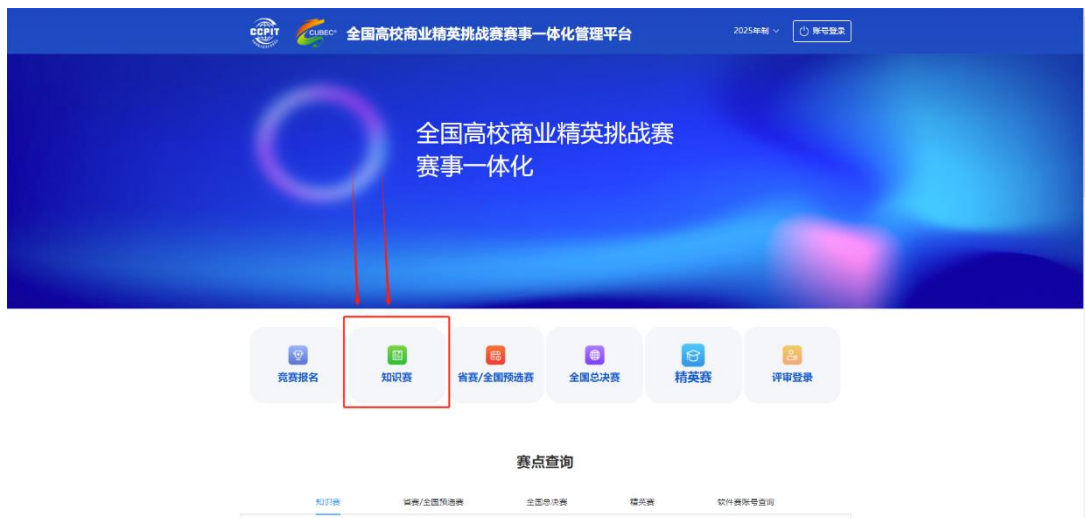 CCPIT CUBEC 全国高校商业精英挑战赛赛事一体化管理平台 2025年制 账号登录
全国高校商业精英挑战赛
赛事一体化
竞赛报名 知识赛 省赛/全国预选赛 全国总决赛 精英赛 评审登录
赛点查询
知识赛 省赛/全国预选赛 全国总决赛 精英赛 软件赛账号查询